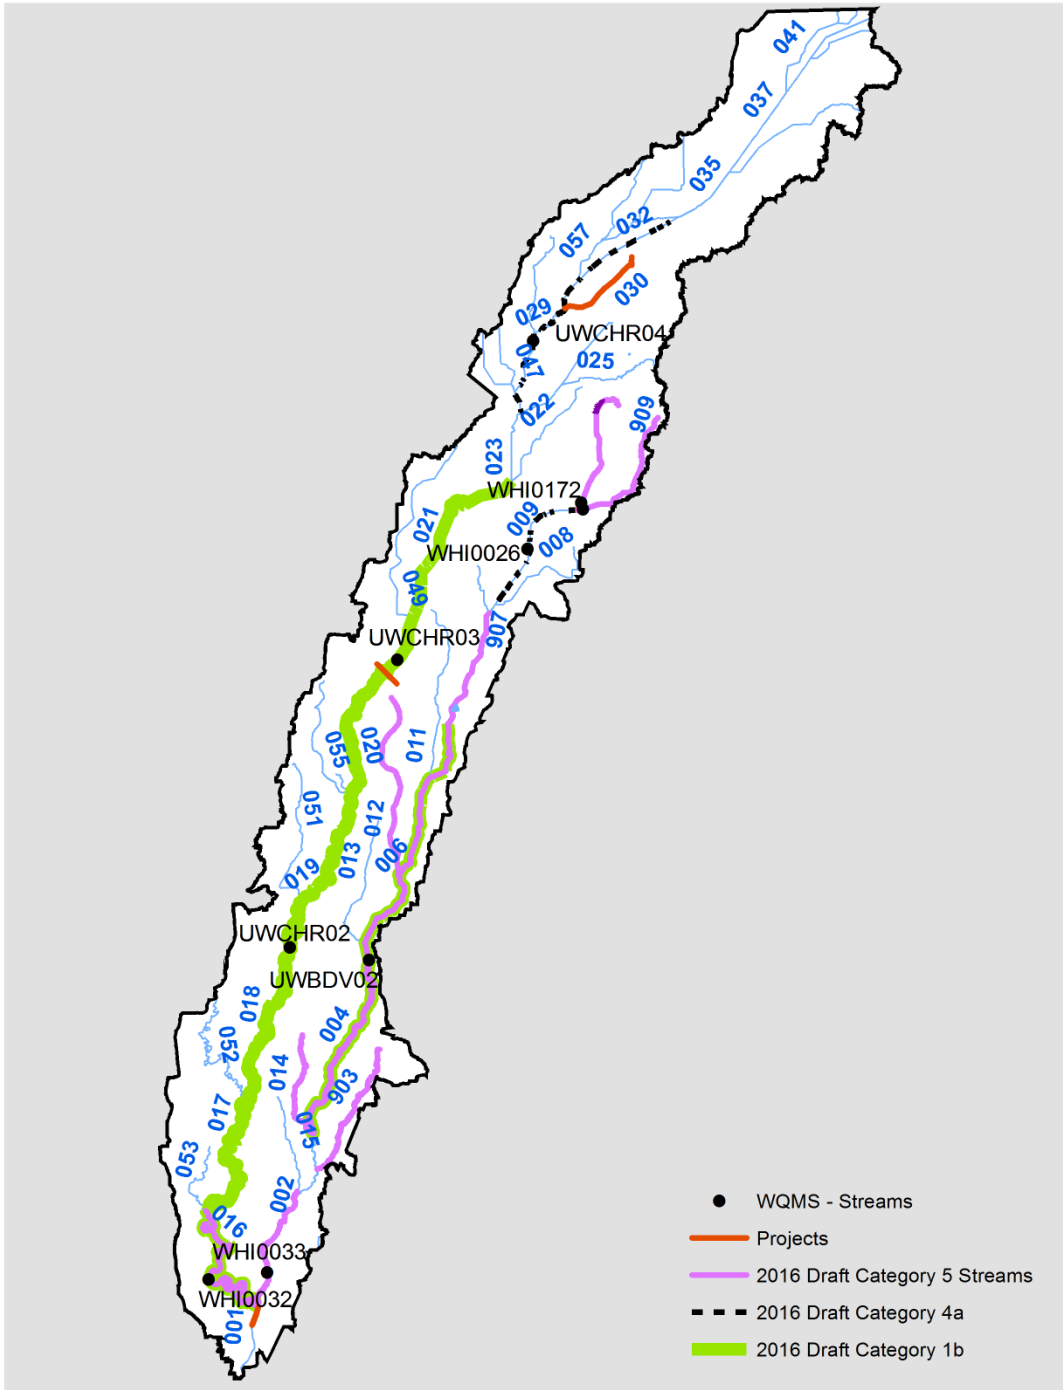 041
037
035
032
057
030
029
UWCHR04
047
025
022
909
023
WHI0172
009
021
008
WHI0026
049
907
UWCHR03
020
011
055
051
012
013
006
019
UWCHR02
UWBDV02
018
004
052
014
903
017
015
053
002
016
WHI0033
WHI0032
001
WQMS - Streams
Projects
2016 Draft Category 5 Streams
2016 Draft Category 4a
2016 Draft Category 1b